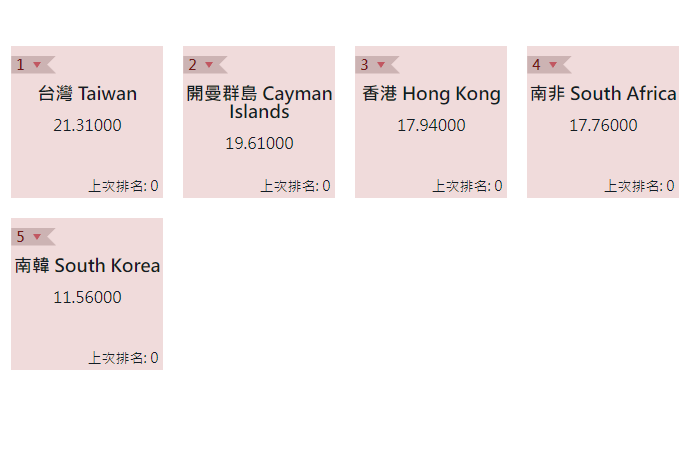 1
台灣 Taiwan
21.31000
上次排名: 0
2
開曼群島 Cayman
Islands
19.61000
上次排名: 0
3
香港 Hong Kong
17.94000
上次排名: 0
4
南非 South Africa
17.76000
上次排名: 0
5
南韓 South Korea
11.56000
上次排名: 0